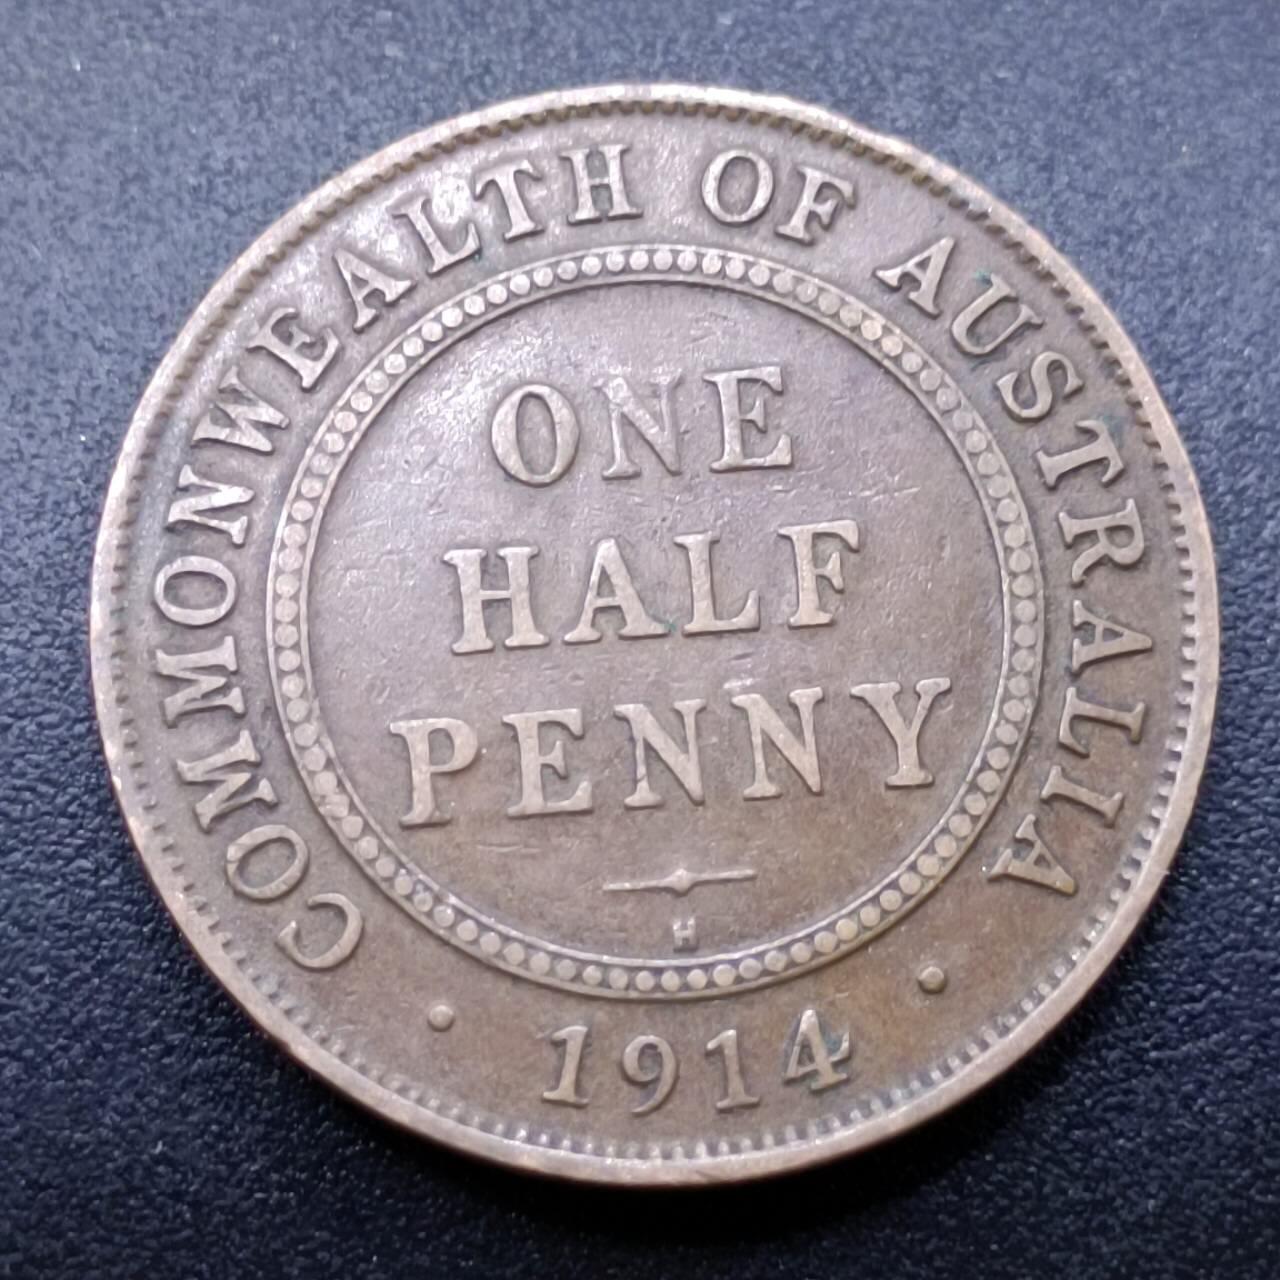 COMMONWEALTH OF AUSTRALIA
ONE
HALF
PENNY
H
· 1914 ·